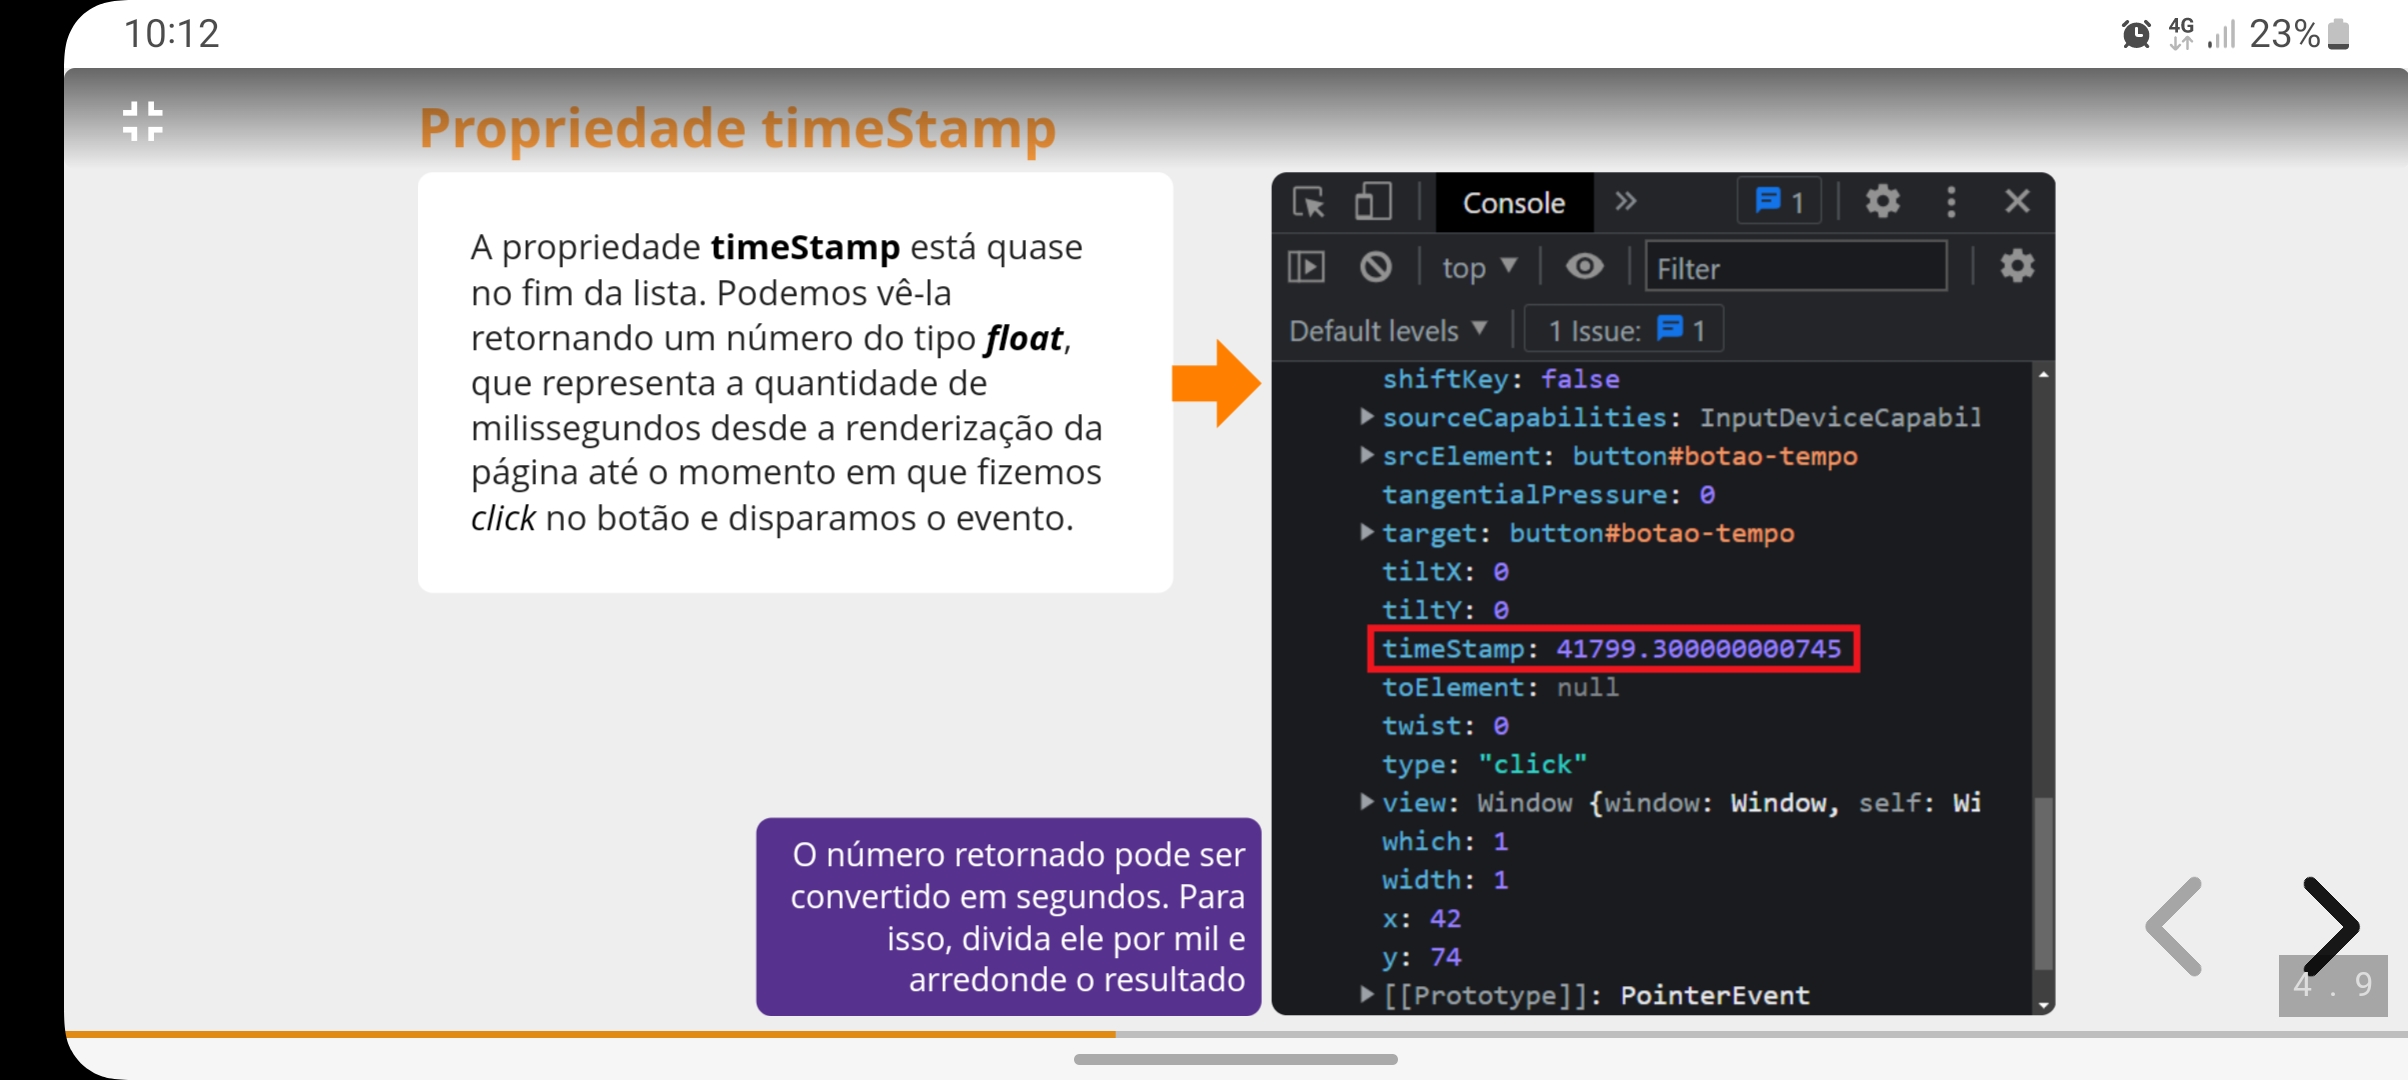 10:12
4G
23%
Propriedade timeStamp
A propriedade timeStamp está quase
no fim da lista. Podemos vê-la
retornando um número do tipo float,
que representa a quantidade de
milissegundos desde a renderização da
página até o momento em que fizemos
click no botão e disparamos o evento.
O número retornado pode ser
convertido em segundos. Para
isso, divida ele por mil e
arredonde o resultado
Console
1
top
Filter
Default levels
1 Issue: 1
shiftKey: false
sourceCapabilities: InputDeviceCapabil
srcElement: button#botao-tempo
tangentialPressure: 0
target: button#botao-tempo
tiltX: 0
tiltY: 0
timeStamp: 41799.300000000745
toElement: null
twist: 0
type: "click"
view: Window {window: Window, self: Wi
which: 1
width: 1
x: 42
y: 74
[[Prototype]]: PointerEvent
4 . 9